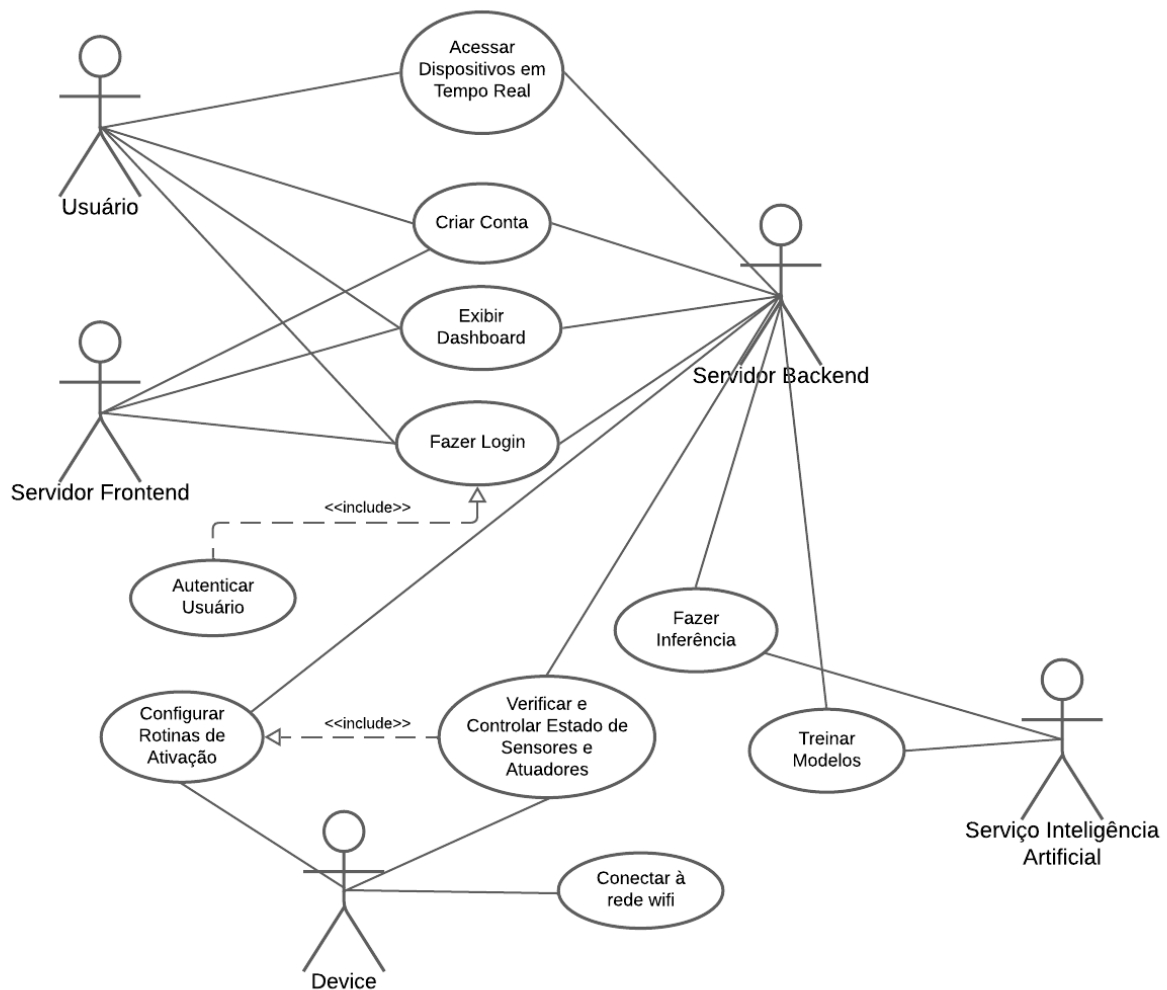 Acessar
Dispositivos em
Tempo Real
Usuário
Criar Conta
Exibir
Dashboard
Servidor Backend
Fazer Login
Servidor Frontend
<<include>>
Autenticar
Usuário
Fazer
Inferência
Configurar
Rotinas de
Ativação
<<include>>
Verificar e
Controlar Estado de
Sensores e
Atuadores
Treinar
Modelos
Serviço Inteligência
Artificial
Conectar à
rede wifi
Device